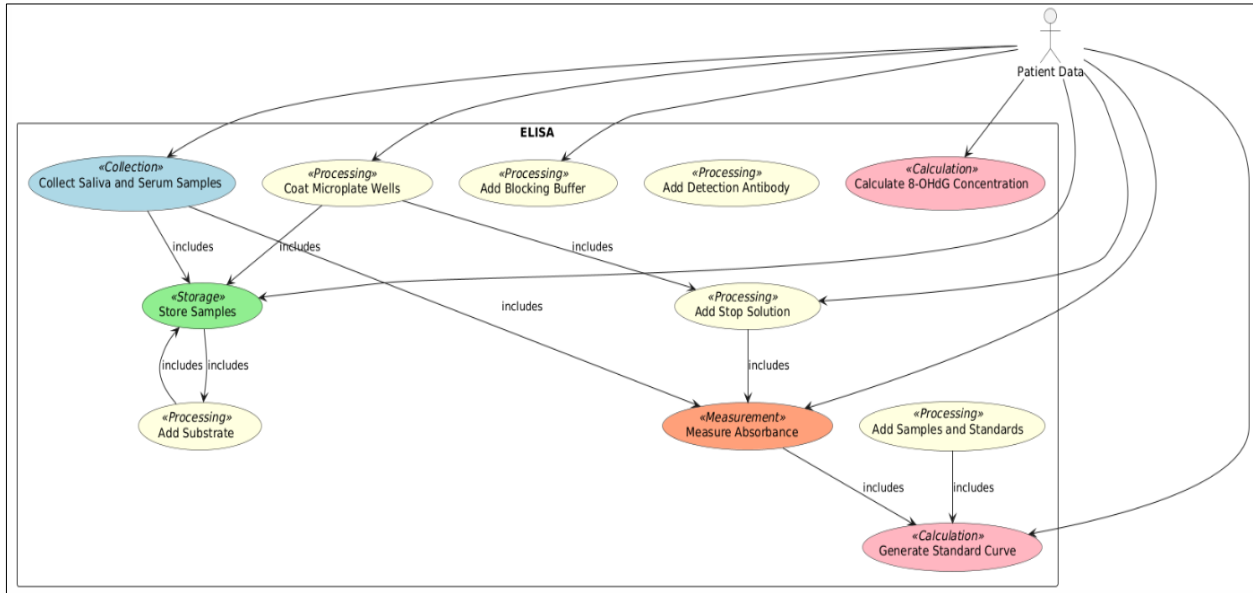 Patient Data
ELISA
«Collection»
Collect Saliva and Serum Samples
«Processing»
Coat Microplate Wells
«Processing»
Add Blocking Buffer
«Processing»
Add Detection Antibody
«Calculation»
Calculate 8-OHdG Concentration
includes
includes
includes
includes
«Storage»
Store Samples
«Processing»
Add Stop Solution
includes
includes
includes
«Processing»
Add Substrate
«Measurement»
Measure Absorbance
«Processing»
Add Samples and Standards
includes
includes
«Calculation»
Generate Standard Curve